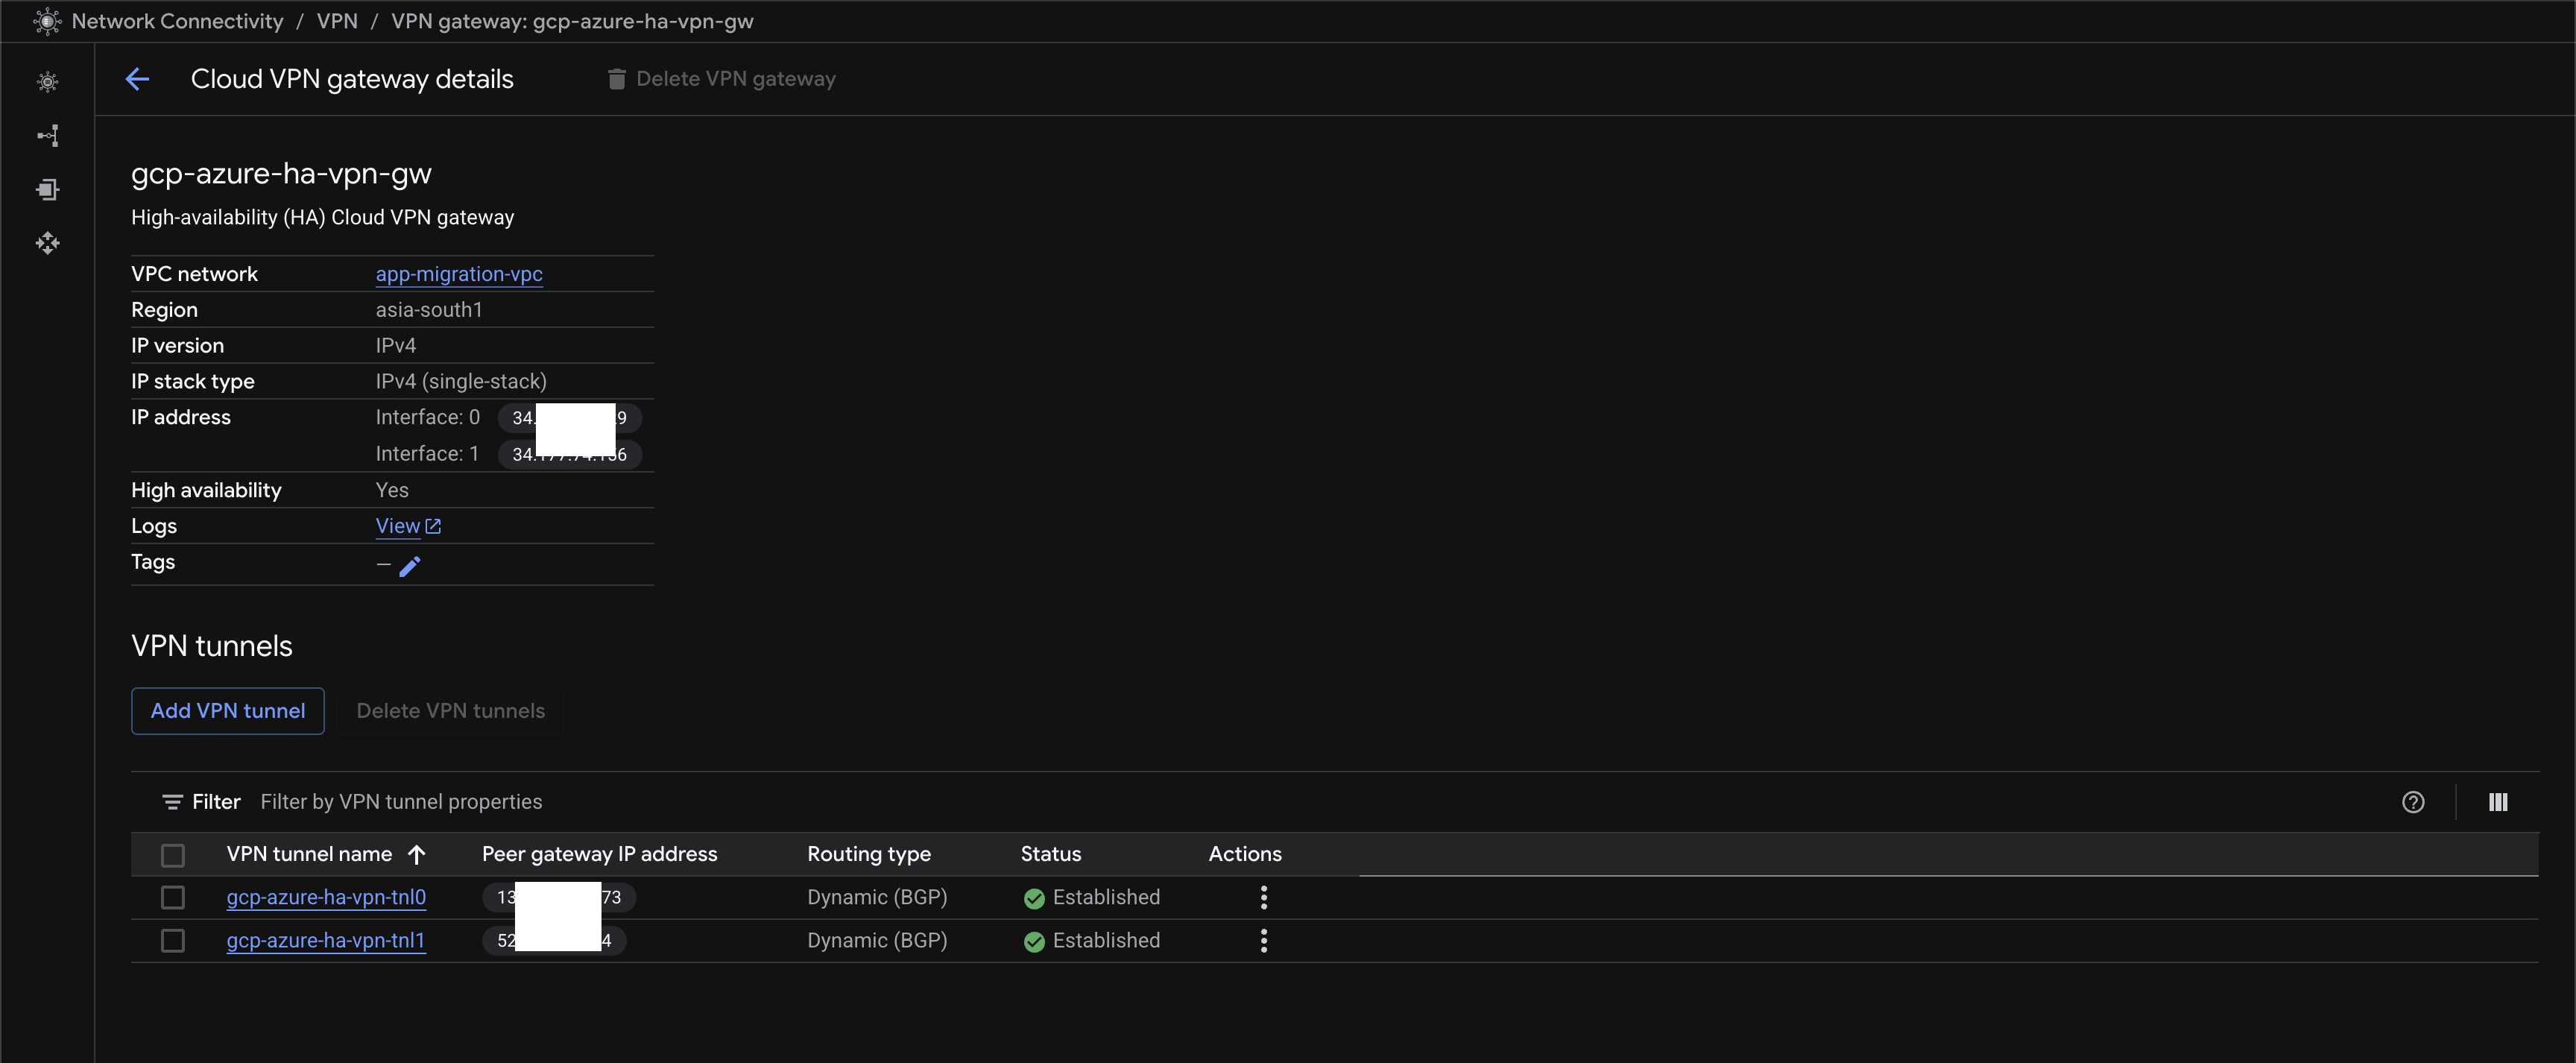 Network Connectivity / VPN / VPN gateway: gcp-azure-ha-vpn-gw
Cloud VPN gateway details Delete VPN gateway
gcp-azure-ha-vpn-gw
High-availability (HA) Cloud VPN gateway
VPC network app-migration-vpc
Region asia-south1
IP version IPv4
IP stack type IPv4 (single-stack)
IP address Interface: 0 34. 9
Interface: 1 34.
High availability Yes
Logs View
Tags –
VPN tunnels
Add VPN tunnel Delete VPN tunnels
Filter Filter by VPN tunnel properties
VPN tunnel name Peer gateway IP address Routing type Status Actions
gcp-azure-ha-vpn-tnl0 13 73 Dynamic (BGP) Established
gcp-azure-ha-vpn-tnl1 52 4 Dynamic (BGP) Established